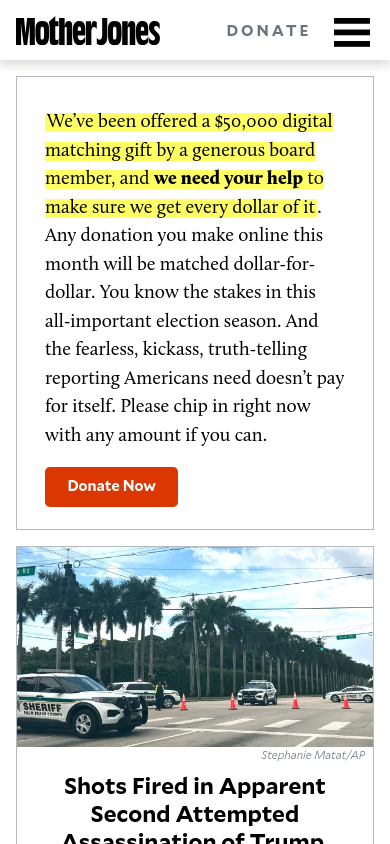 Mother Jones
DONATE
We've been offered a $50,000 digital
matching gift by a generous board
member, and we need your help to
make sure we get every dollar of it.
Any donation you make online this
month will be matched dollar-for-
dollar. You know the stakes in this
all-important election season. And
the fearless, kickass, truth-telling
reporting Americans need doesn't pay
for itself. Please chip in right now
with any amount if you can.
Donate Now
Rd
SHERIFF
PALM BEACH COUNTY
Stephanie Matat/AP
Shots Fired in Apparent
Second Attempted
Assassination of Trump